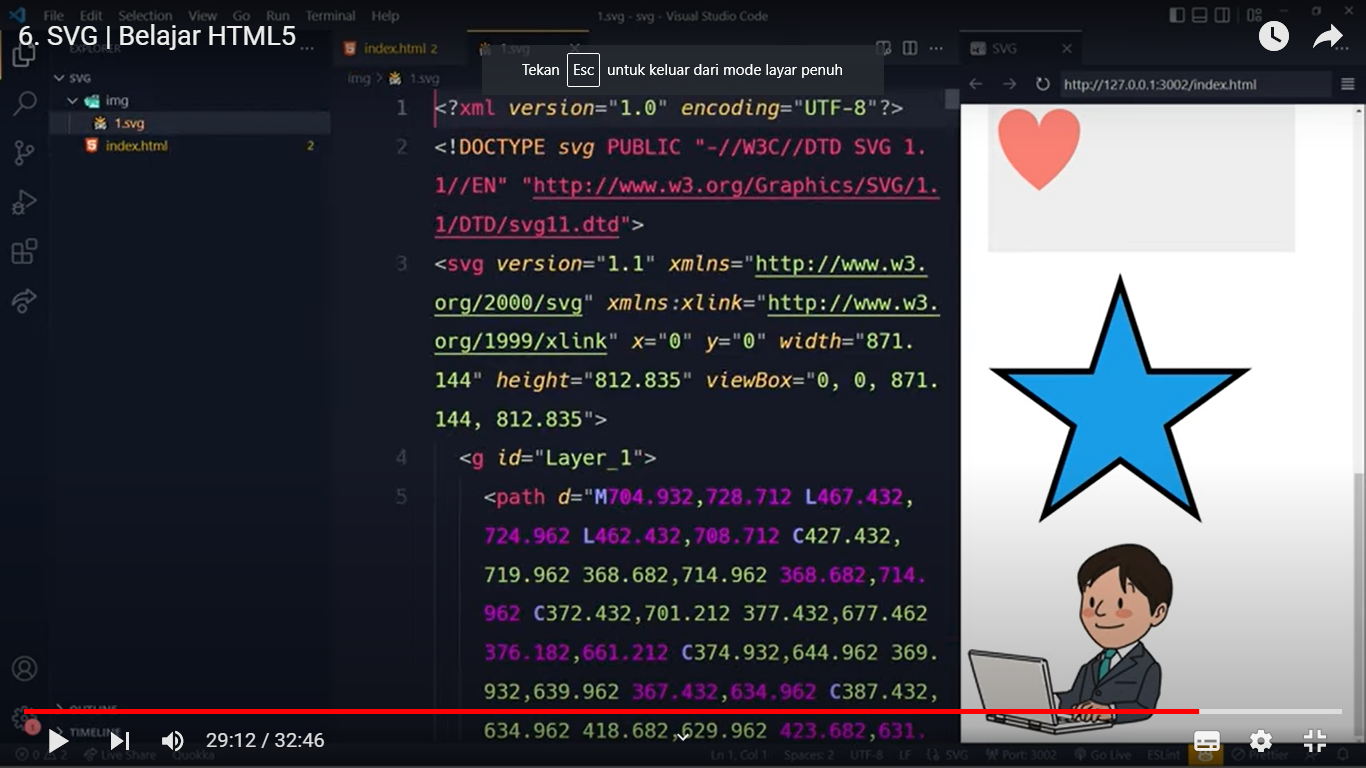 File Edit Selection View Go Run Terminal Help
1.svg - svg - Visual Studio Code
6. SVG | Belajar HTML5
EXPLORER
index.html 2
1.svg
SVG
Tekan Esc untuk keluar dari mode layar penuh
SVG
img
1.svg
index.html 2
img > 1.svg
http://127.0.0.1:3002/index.html
1 <?xml version="1.0" encoding="UTF-8"?>
2 <!DOCTYPE svg PUBLIC "-//W3C//DTD SVG 1.
1//EN" "http://www.w3.org/Graphics/SVG/1.
1/DTD/svg11.dtd">
3 <svg version="1.1" xmlns="http://www.w3.
org/2000/svg" xmlns:xlink="http://www.w3.
org/1999/xlink" x="0" y="0" width="871.
144" height="812.835" viewBox="0, 0, 871.
144, 812.835">
4 <g id="Layer_1">
5 <path d="M704.932,728.712 L467.432,
724.962 L462.432,708.712 C427.432,
719.962 368.682,714.962 368.682,714.
962 C372.432,701.212 377.432,677.462
376.182,661.212 C374.932,644.962 369.
932,639.962 367.432,634.962 C387.432,
634.962 418.682,629.962 423.682,631.
OUTLINE
TIMELINE
1
29:12 / 32:46
0 2 Live Share Quokka
Ln 1, Col 1 Spaces: 2 UTF-8 LF SVG Port: 3002 Go Live ESLint Prettier